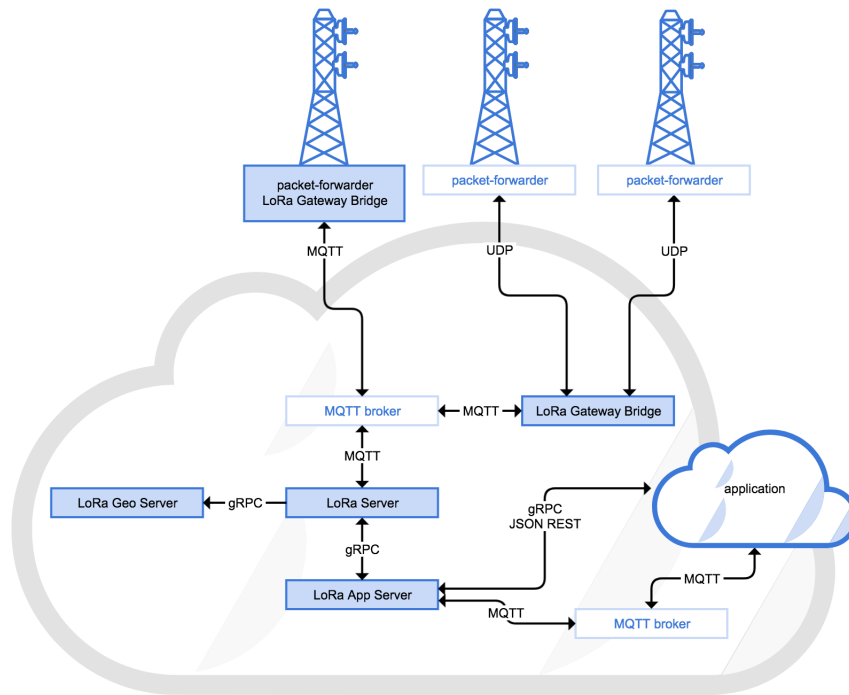 packet-forwarder
LoRa Gateway Bridge
packet-forwarder
packet-forwarder
MQTT
UDP
UDP
MQTT broker
MQTT
LoRa Gateway Bridge
MQTT
LoRa Geo Server
gRPC
LoRa Server
gRPC
JSON REST
application
gRPC
LoRa App Server
MQTT
MQTT
MQTT broker